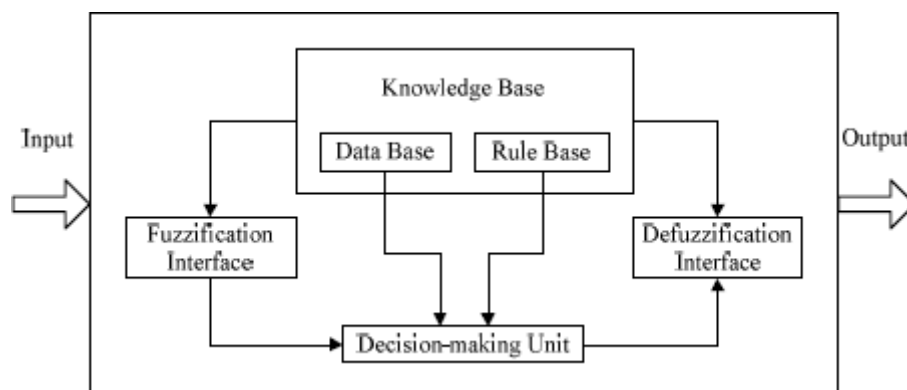 Knowledge Base
Input
Output
Data Base
Rule Base
Fuzzification
Interface
Defuzzification
Interface
Decision-making Unit